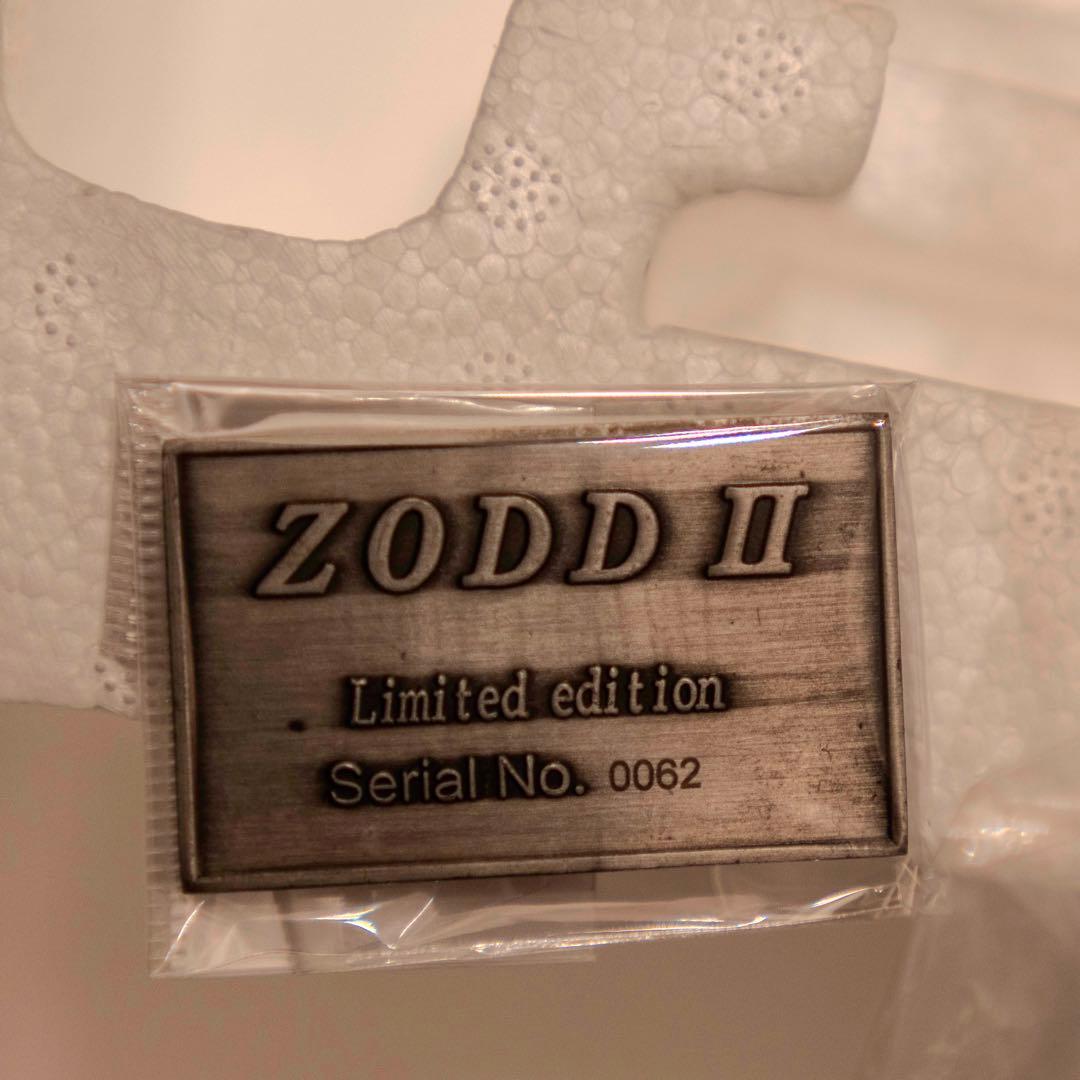 ZODD II
Limited edition
Serial No. 0062